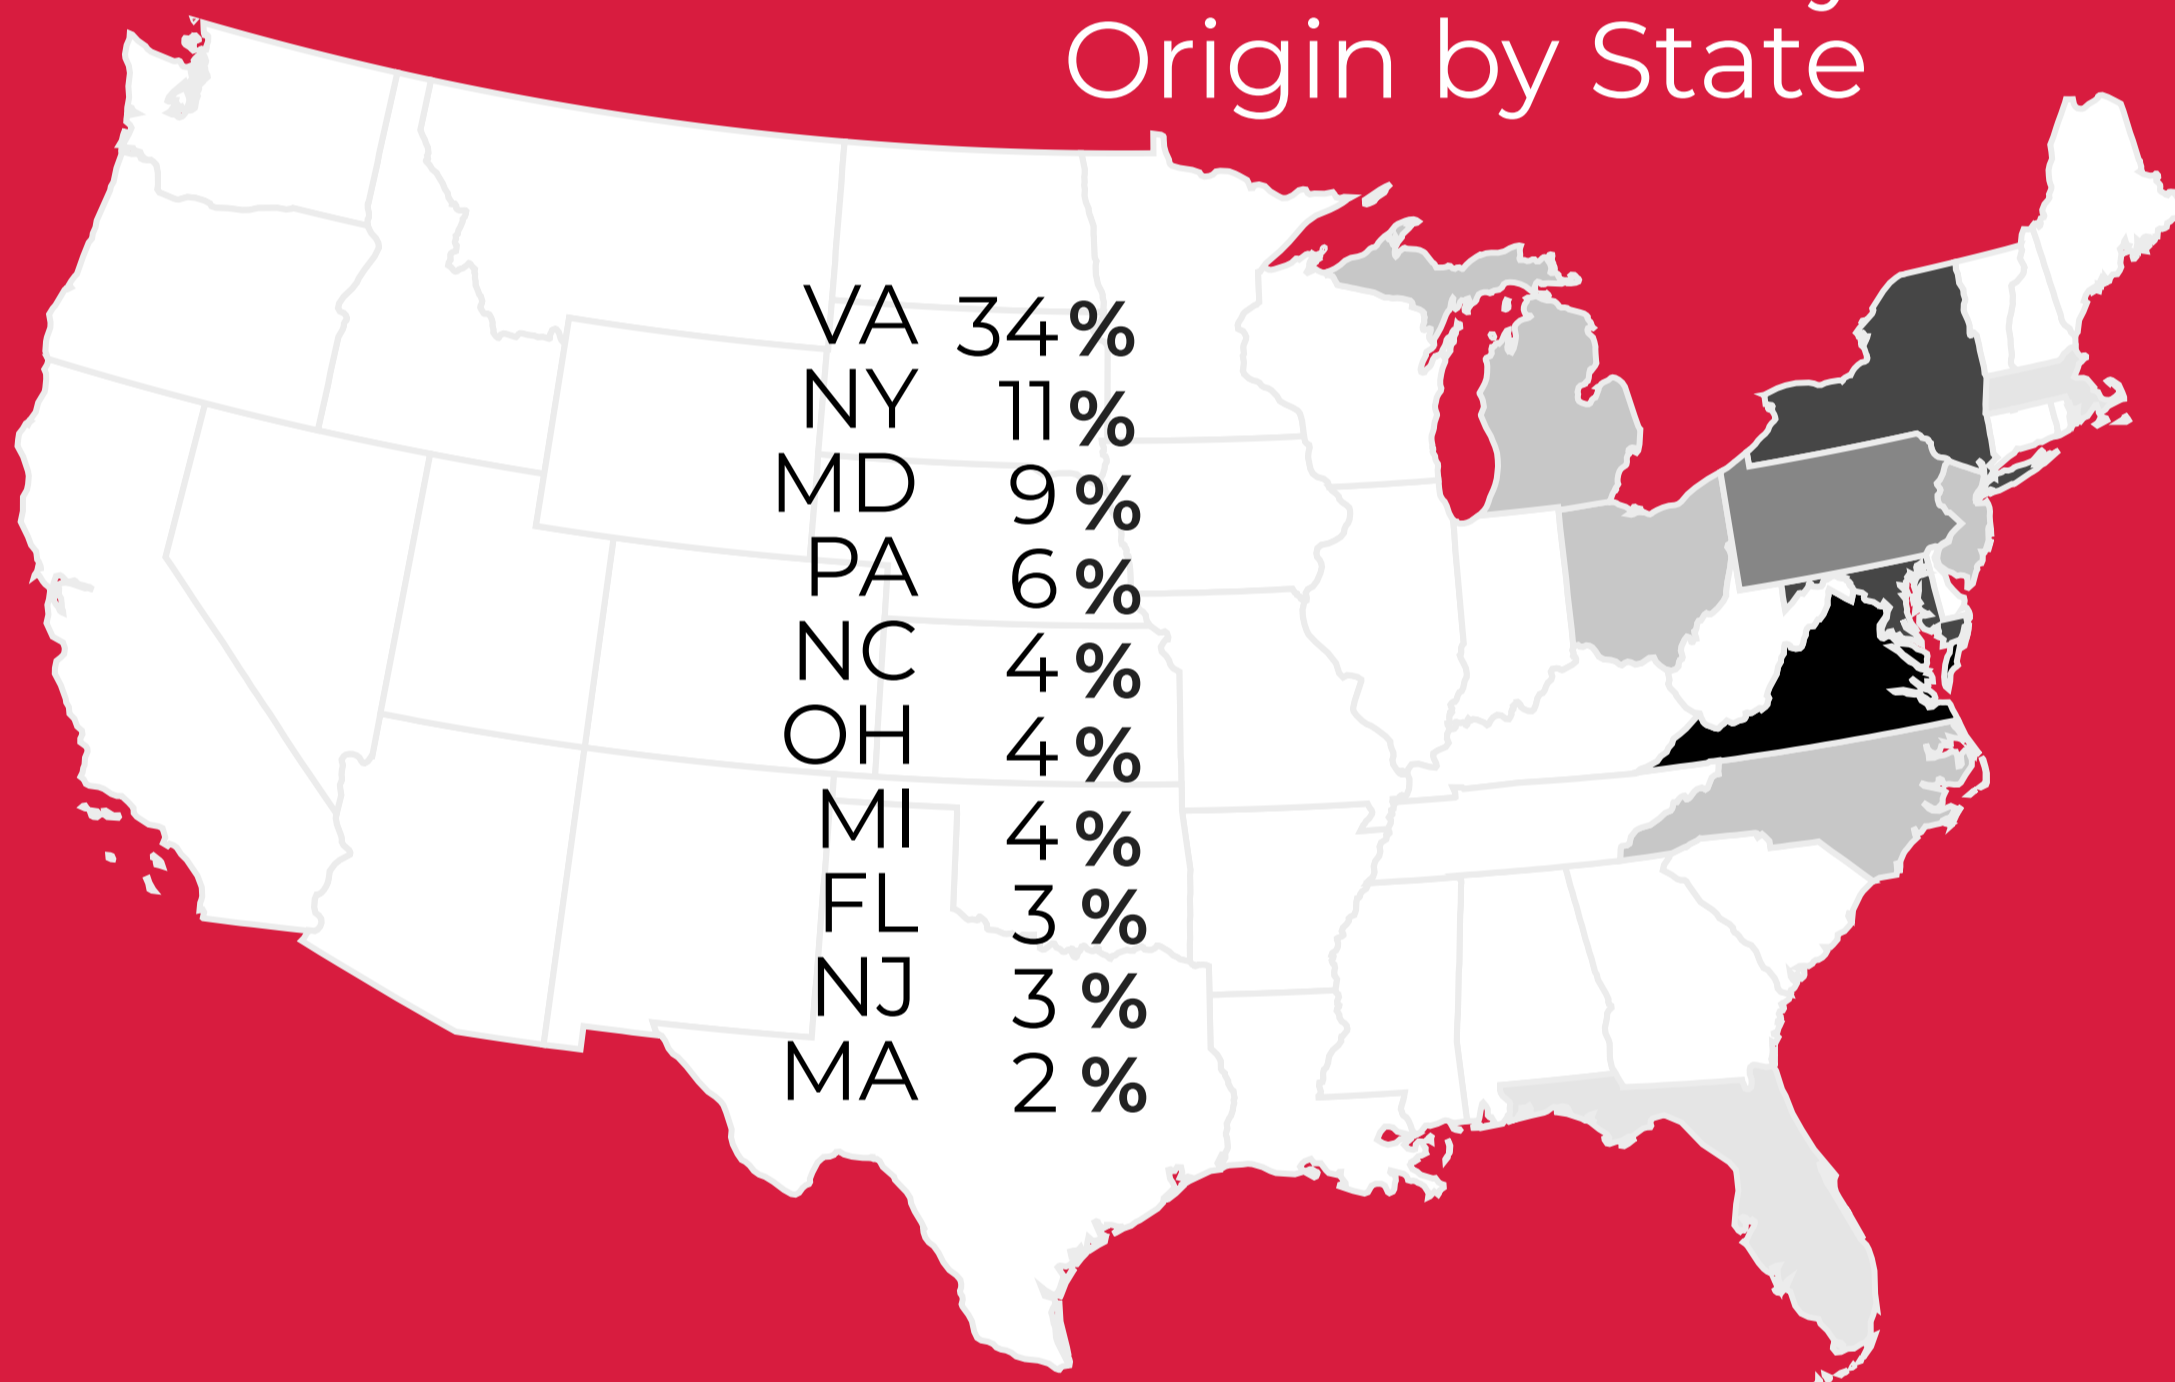 Origin by State
VA 34%
NY 11%
MD 9%
PA 6%
NC 4%
OH 4%
MI 4%
FL 3%
NJ 3%
MA 2%